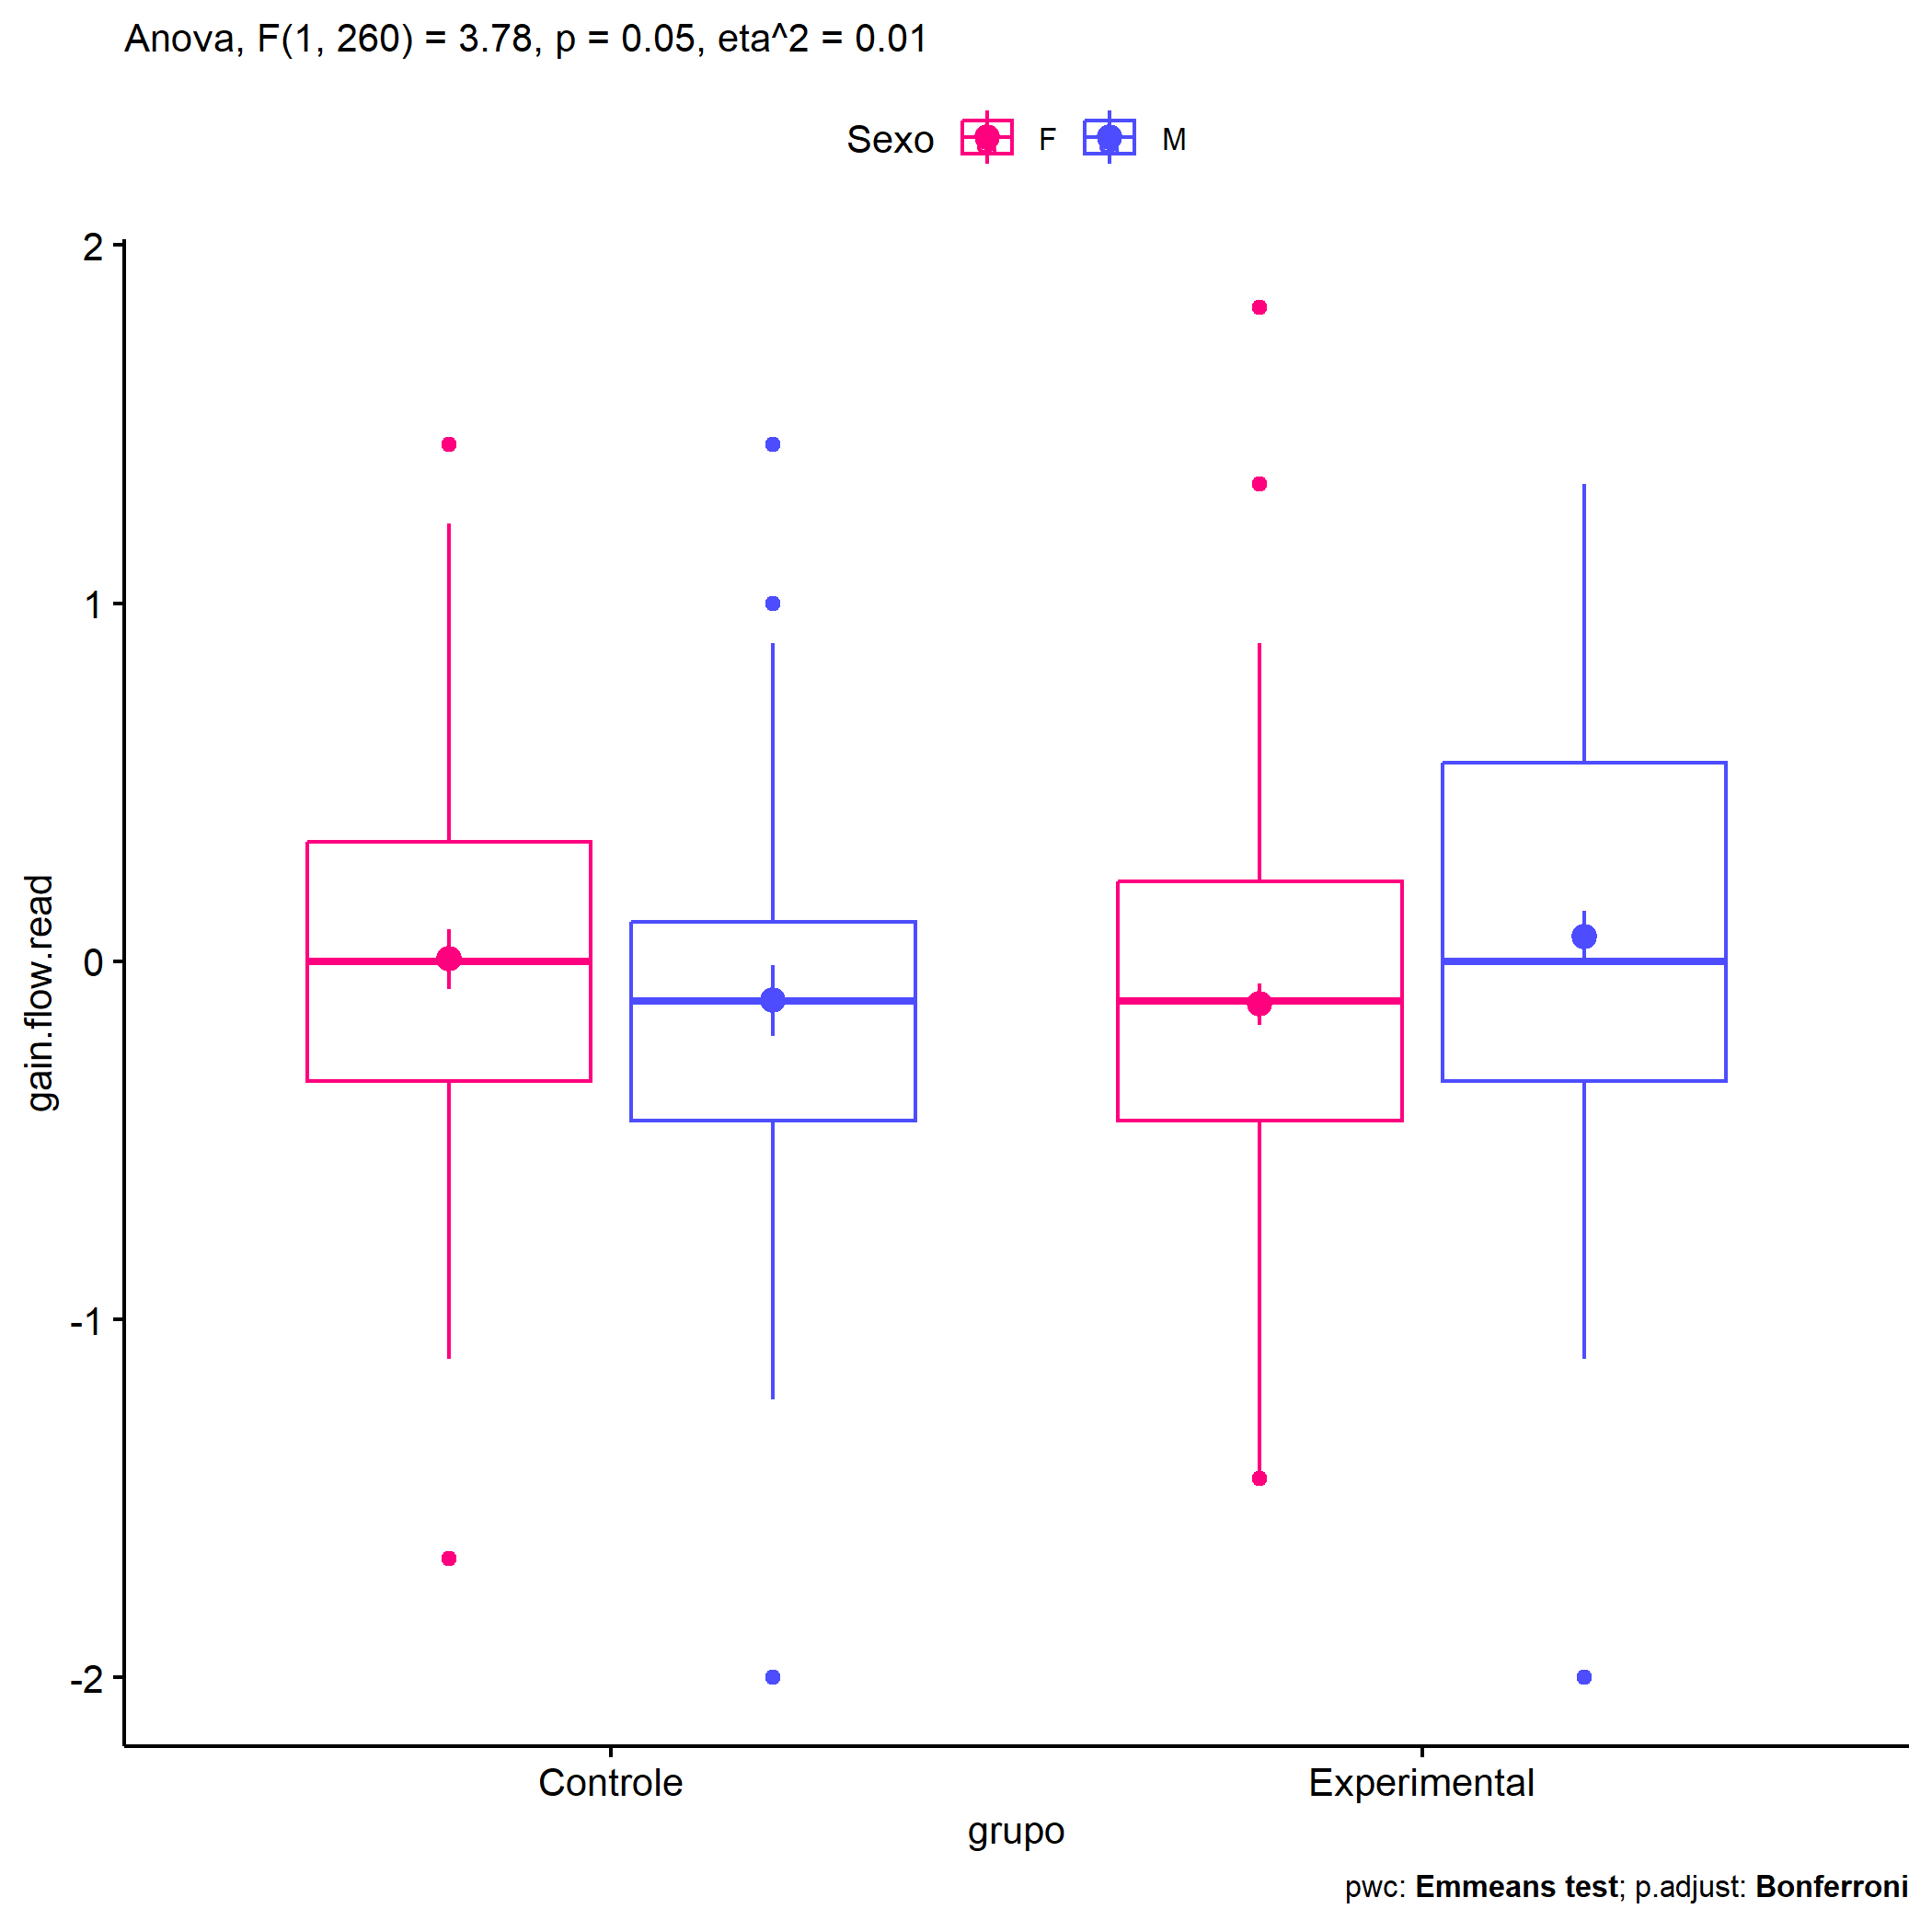 Anova, F(1, 260) = 3.78, p = 0.05, eta^2 = 0.01
Sexo F M
2
1
0
-1
-2
gain.flow.read
Controle Experimental
grupo
pwc: Emmeans test; p.adjust: Bonferroni